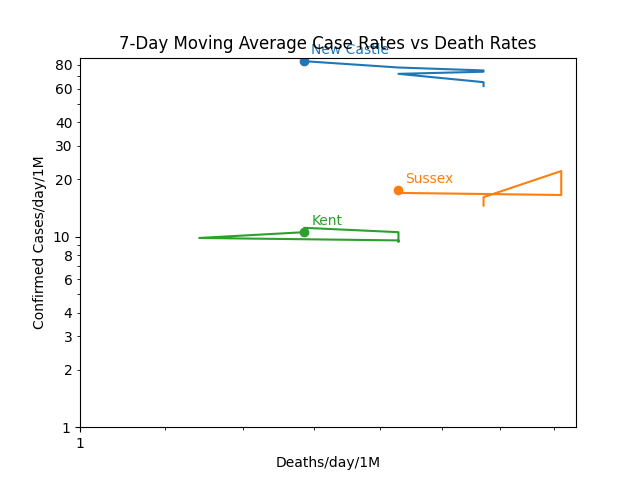 7-Day Moving Average Case Rates vs Death Rates
New Castle
80
60
40
30
20
10
8
6
4
3
2
1
Sussex
Kent
1
Confirmed Cases/day/1M
Deaths/day/1M